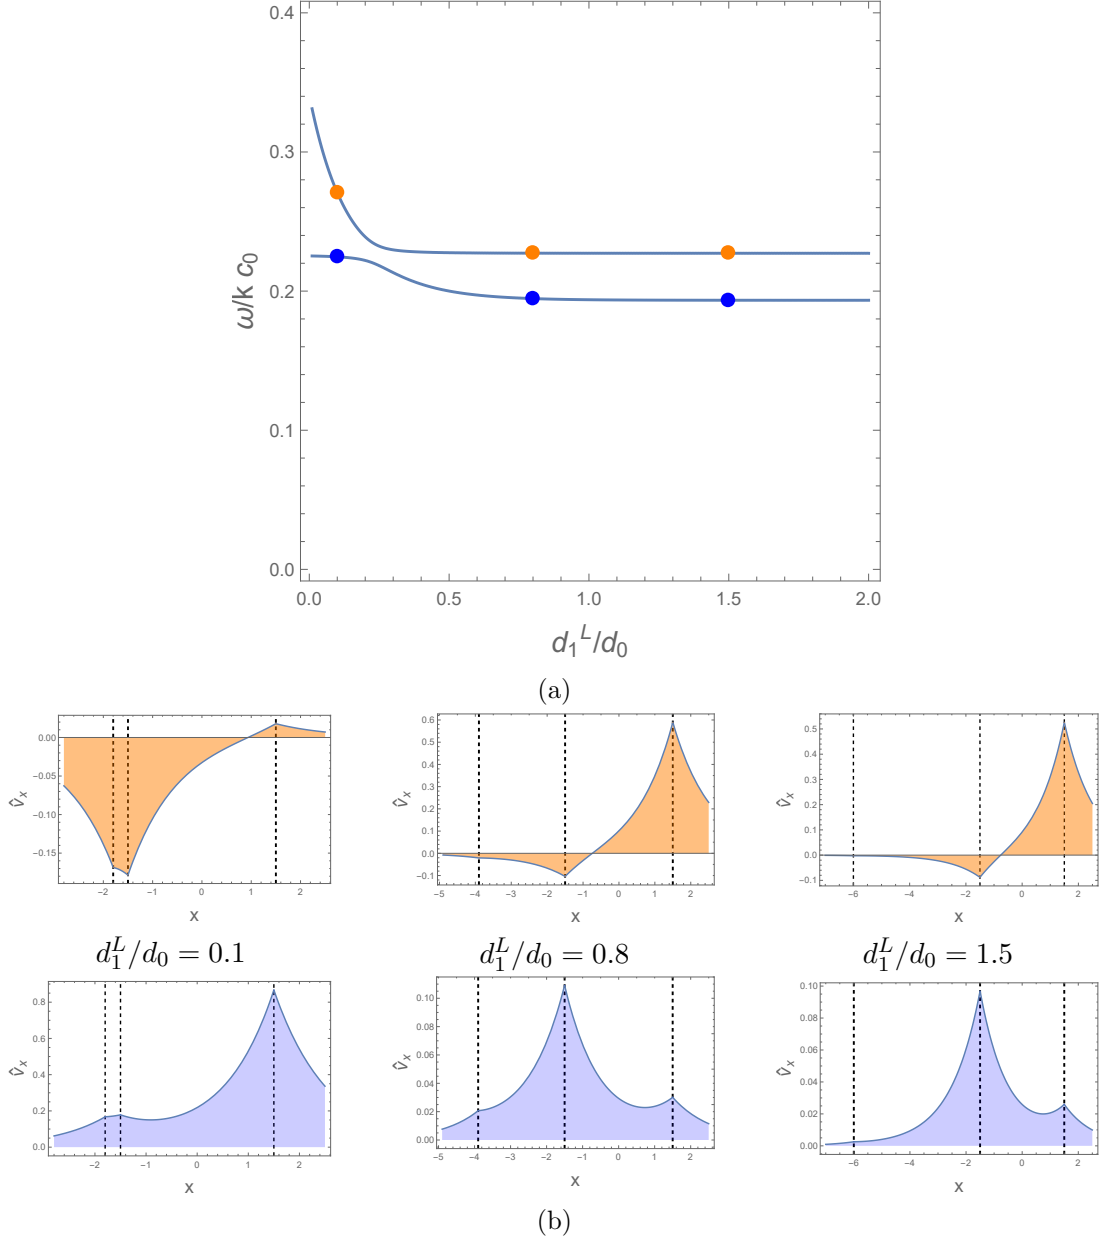 0.4
0.3
0.2
0.1
0.0
ω/k c₀
0.0 0.5 1.0 1.5 2.0
d₁ᴸ/d₀
(a)
0.00
−0.05
−0.10
−0.15
v̂ₓ
−2 −1 0 1 2
x
0.6
0.5
0.4
0.3
0.2
0.1
0.0
−0.1
v̂ₓ
−5 −4 −3 −2 −1 0 1 2
x
0.5
0.4
0.3
0.2
0.1
0.0
−0.1
v̂ₓ
−6 −4 −2 0 2
x
d₁ᴸ/d₀ = 0.1
d₁ᴸ/d₀ = 0.8
d₁ᴸ/d₀ = 1.5
0.8
0.6
0.4
0.2
0.0
v̂ₓ
−2 −1 0 1 2
x
0.10
0.08
0.06
0.04
0.02
0.00
v̂ₓ
−5 −4 −3 −2 −1 0 1 2
x
0.10
0.08
0.06
0.04
0.02
0.00
v̂ₓ
−6 −4 −2 0 2
x
(b)